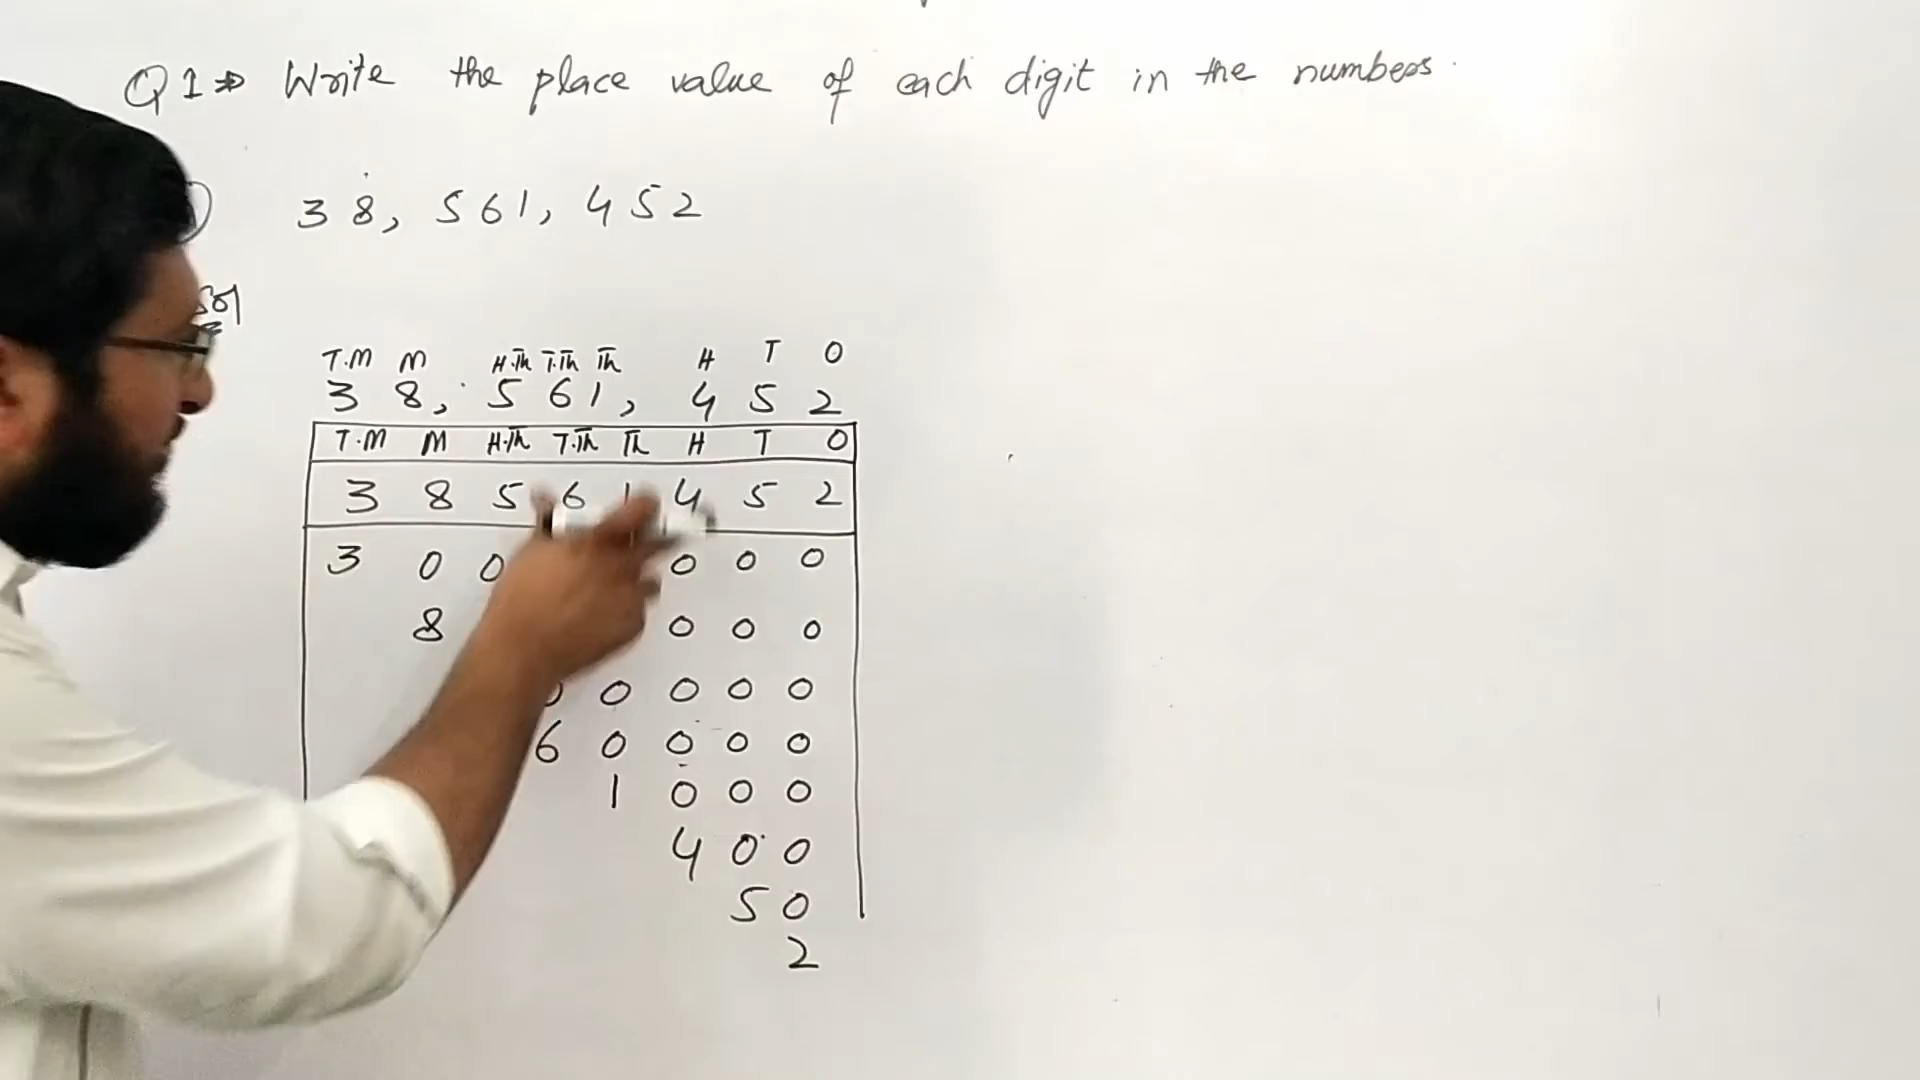 Q1⇒ Write the place value of each digit in the numbers.
38, 561, 452
Sol
T.M M H.Th T.Th Th H T O
3 8, 5 6 1, 4 5 2
T.M M H.Th T.Th Th H T O
3 8 5 6 1 4 5 2
3 0 0 0 0 0
8 0 0 0
0 0 0 0 0
6 0 0 0 0
1 0 0 0
4 0 0
5 0
2